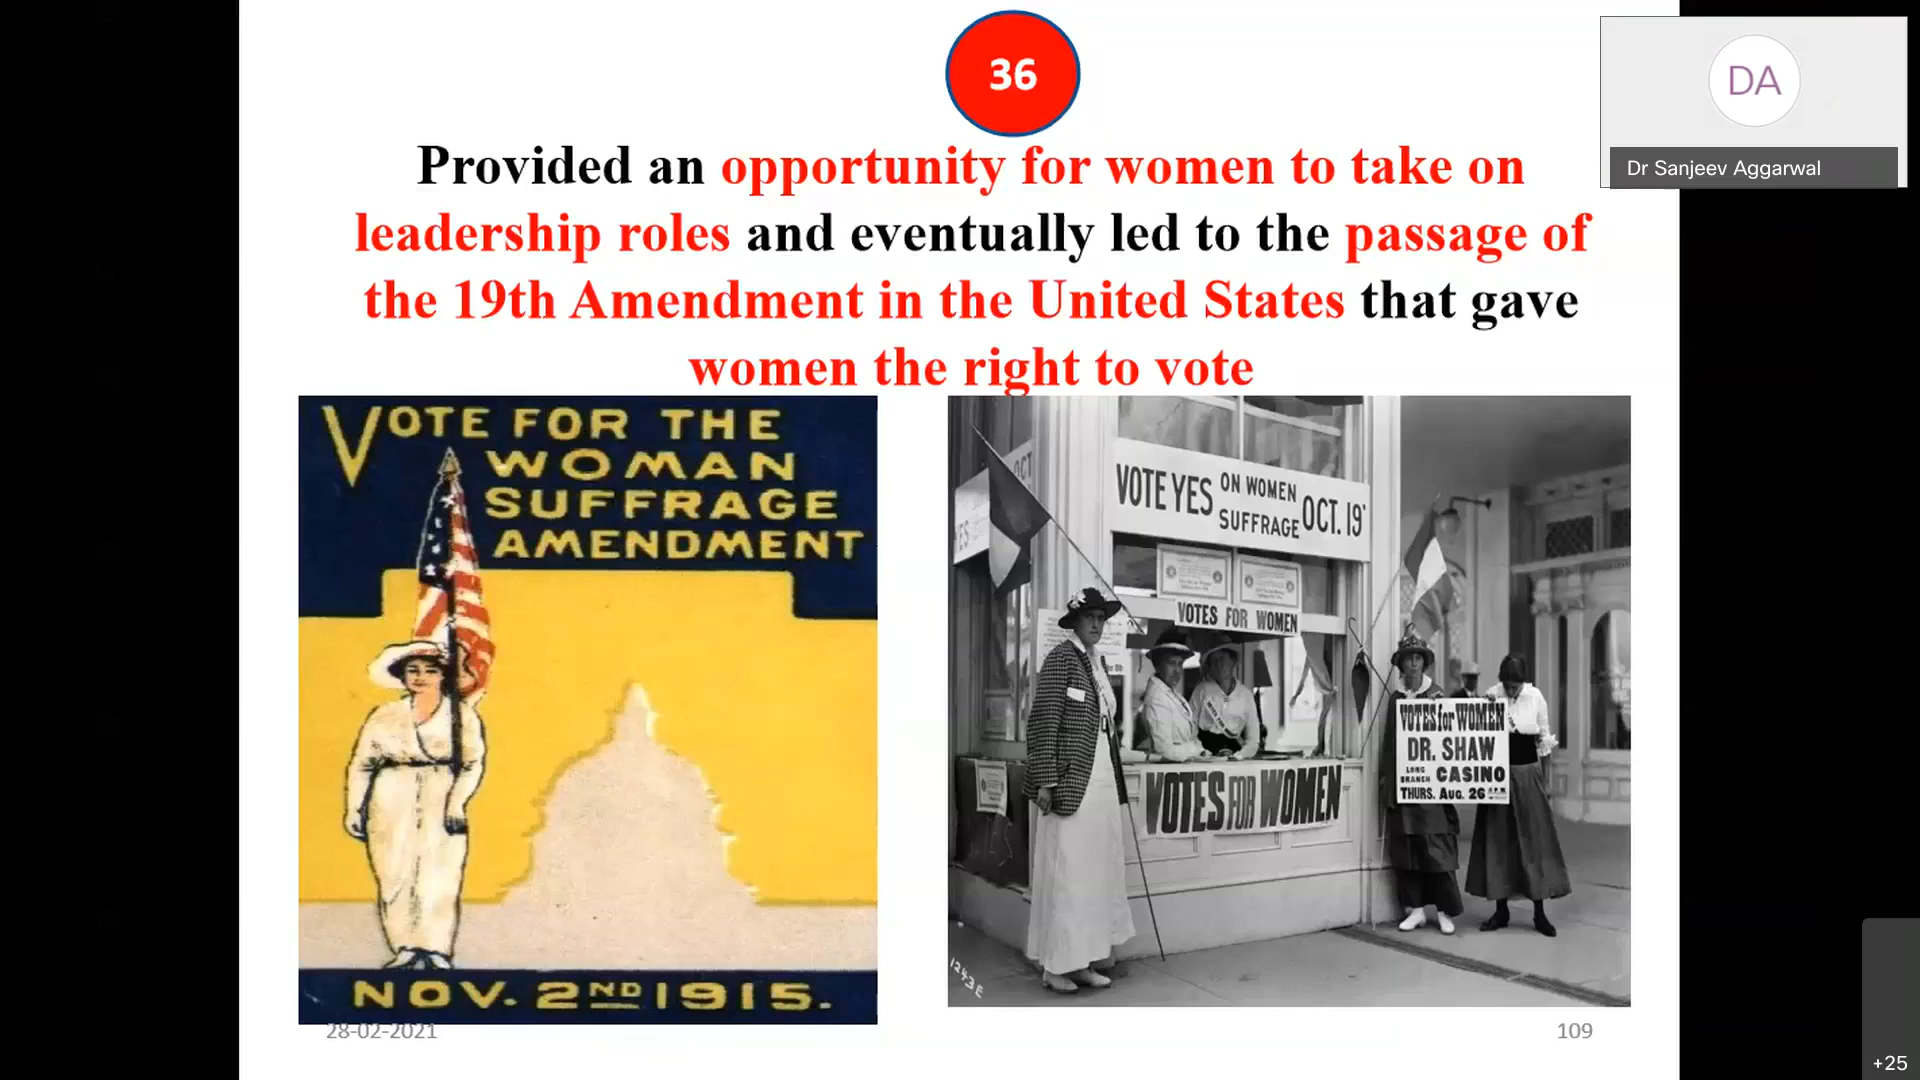 36
Provided an opportunity for women to take on
leadership roles and eventually led to the passage of
the 19th Amendment in the United States that gave
women the right to vote
DA
Dr Sanjeev Aggarwal
VOTE FOR THE
WOMAN
SUFFRAGE
AMENDMENT
NOV. 2ND 1915.
OCT
YES
VOTE YES ON WOMEN SUFFRAGE OCT. 19
VOTES FOR WOMEN
VOTES FOR WOMEN
VOTES for WOMEN
DR. SHAW
LONG BRANCH CASINO
THURS. AUG. 26
1243E
28-02-2021
109
+25